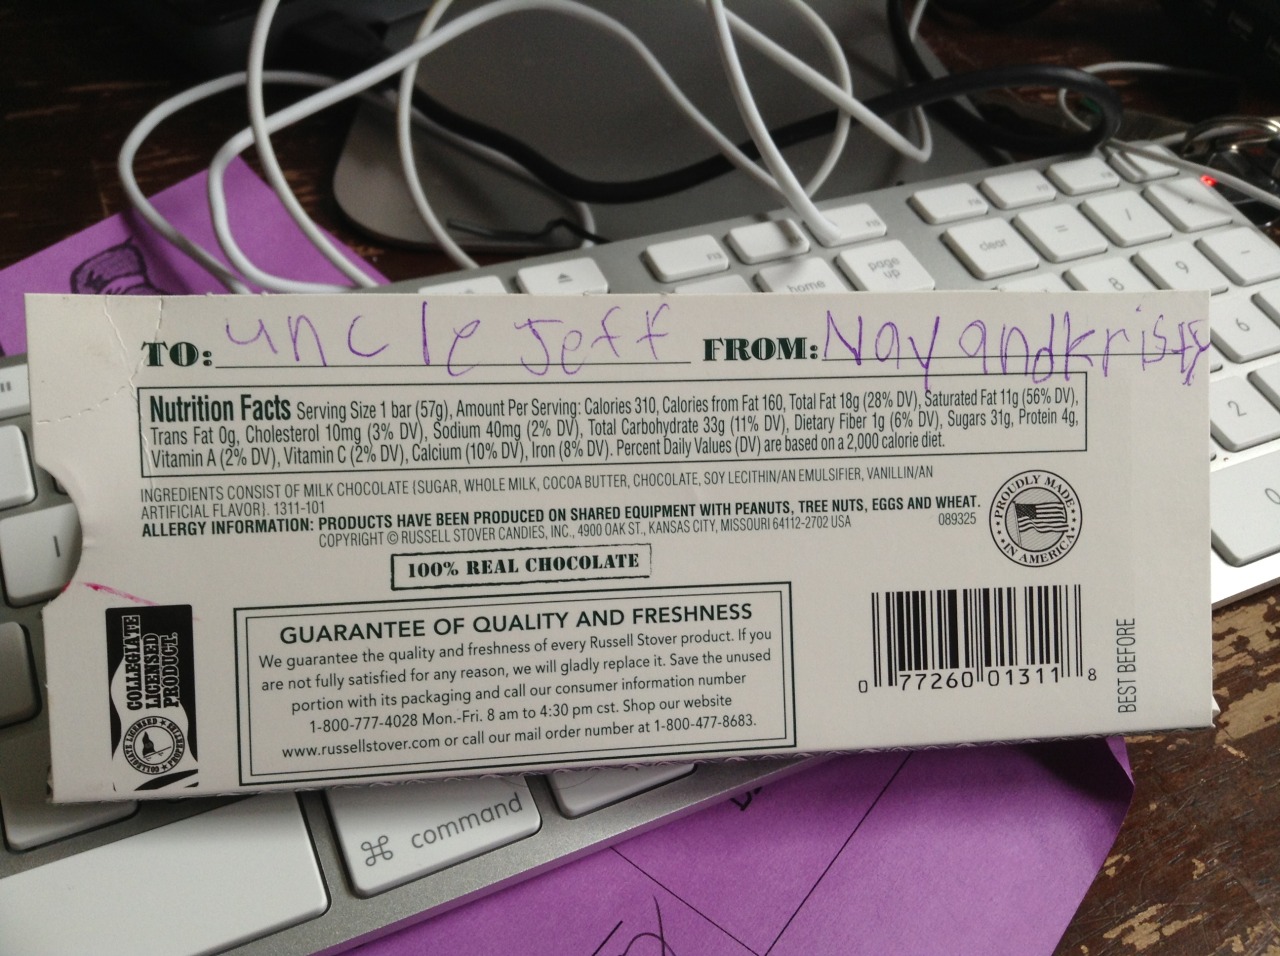 TO: uncle Jeff FROM: Nay and kristy
Nutrition Facts Serving Size 1 bar (57g), Amount Per Serving: Calories 310, Calories from Fat 160, Total Fat 18g (28% DV), Saturated Fat 11g (56% DV),
Trans Fat 0g, Cholesterol 10mg (3% DV), Sodium 40mg (2% DV), Total Carbohydrate 33g (11% DV), Dietary Fiber 1g (6% DV), Sugars 31g, Protein 4g,
Vitamin A (2% DV), Vitamin C (2% DV), Calcium (10% DV), Iron (8% DV). Percent Daily Values (DV) are based on a 2,000 calorie diet.
INGREDIENTS CONSIST OF MILK CHOCOLATE {SUGAR, WHOLE MILK, COCOA BUTTER, CHOCOLATE, SOY LECITHIN/AN EMULSIFIER, VANILLIN/AN
ARTIFICIAL FLAVOR}. 1311-101
ALLERGY INFORMATION: PRODUCTS HAVE BEEN PRODUCED ON SHARED EQUIPMENT WITH PEANUTS, TREE NUTS, EGGS AND WHEAT.
COPYRIGHT © RUSSELL STOVER CANDIES, INC., 4900 OAK ST., KANSAS CITY, MISSOURI 64112-2702 USA 089325
PROUDLY MADE
IN AMERICA
100% REAL CHOCOLATE
COLLEGIATE
LICENSED
PRODUCT
GUARANTEE OF QUALITY AND FRESHNESS
We guarantee the quality and freshness of every Russell Stover product. If you
are not fully satisfied for any reason, we will gladly replace it. Save the unused
portion with its packaging and call our consumer information number
1-800-777-4028 Mon.-Fri. 8 am to 4:30 pm cst. Shop our website
www.russellstover.com or call our mail order number at 1-800-477-8683.
0 77260 01311 8
BEST BEFORE
clear
=
/
page
up
home
8
9
-
6
2
0
⌘ command